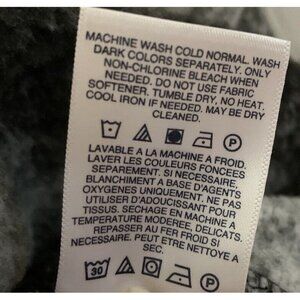 MACHINE WASH COLD NORMAL. WASH
DARK COLORS SEPARATELY. ONLY
NON-CHLORINE BLEACH WHEN
NEEDED. DO NOT USE FABRIC
SOFTENER. TUMBLE DRY, NO HEAT.
COOL IRON IF NEEDED. MAY BE DRY
CLEANED.
P
LAVABLE A LA MACHINE A FROID.
LAVER LES COULEURS FONCEES
SEPAREMENT. SI NECESSAIRE,
BLANCHIMENT A BASE D'AGENTS
OXYGENES UNIQUEMENT. NE PAS
UTILISER D'ADOUCISSANT POUR
TISSUS. SECHAGE EN MACHINE A
TEMPERATURE MODEREE, DELICATS.
REPASSER AU FER FROID SI
NECESSAIRE. PEUT ETRE NETTOYE A
SEC.
30 P